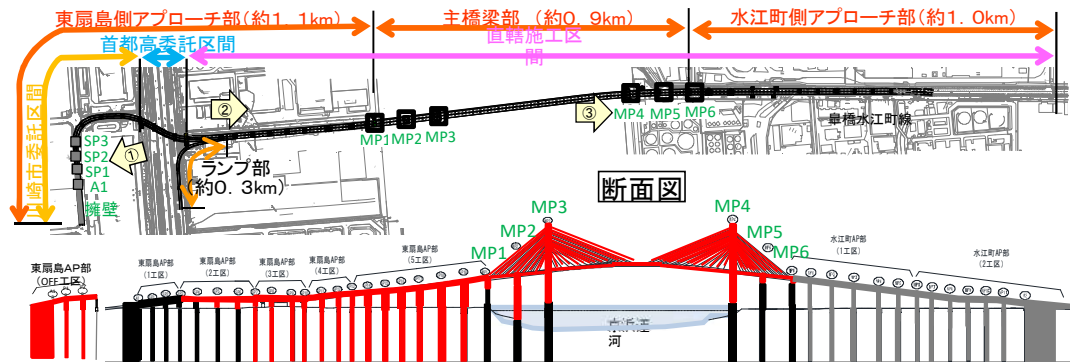 東扇島側アプローチ部(約1.1km)
主橋梁部 (約0.9km)
水江町側アプローチ部(約1.0km)
首都高委託区間
直轄施工区
間
川崎市委託区間
②
③
①
MP1
MP2
MP3
MP4
MP5
MP6
皐橋水江町線
SP3
SP2
SP1
A1
擁壁
ランプ部
(約0.3km)
断面図
MP3
MP4
MP2
MP5
MP1
MP6
東扇島AP部
(OFF工区)
東扇島AP部
(1工区)
東扇島AP部
(2工区)
東扇島AP部
(3工区)
東扇島AP部
(4工区)
東扇島AP部
(5工区)
水江町AP部
(1工区)
水江町AP部
(2工区)
京浜運
河